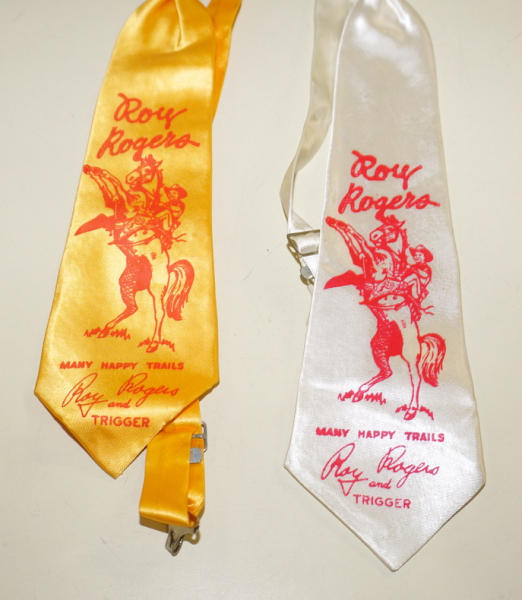 Roy
Rogers
MANY HAPPY TRAILS
Roy Rogers
and
TRIGGER
Roy
Rogers
MANY HAPPY TRAILS
Roy Rogers
and
TRIGGER